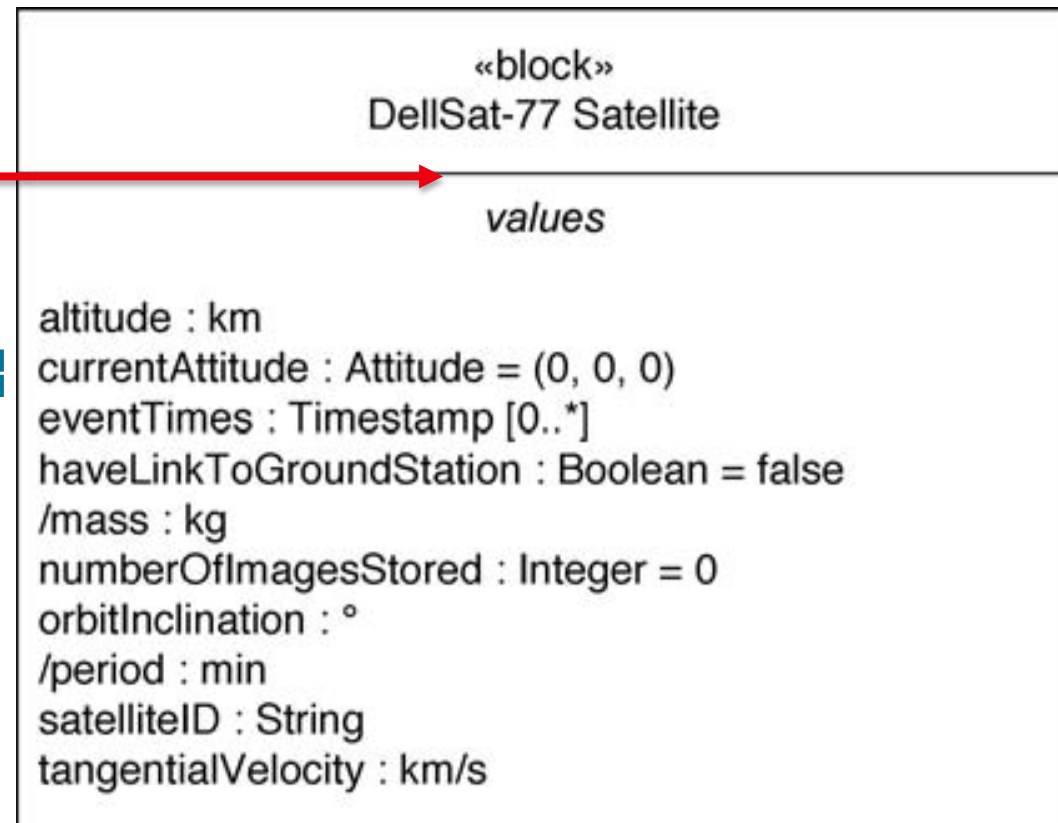 «block»
DellSat-77 Satellite
values
altitude : km
currentAttitude : Attitude = (0, 0, 0)
eventTimes : Timestamp [0..*]
haveLinkToGroundStation : Boolean = false
/mass : kg
numberOfImagesStored : Integer = 0
orbitInclination : °
/period : min
satelliteID : String
tangentialVelocity : km/s